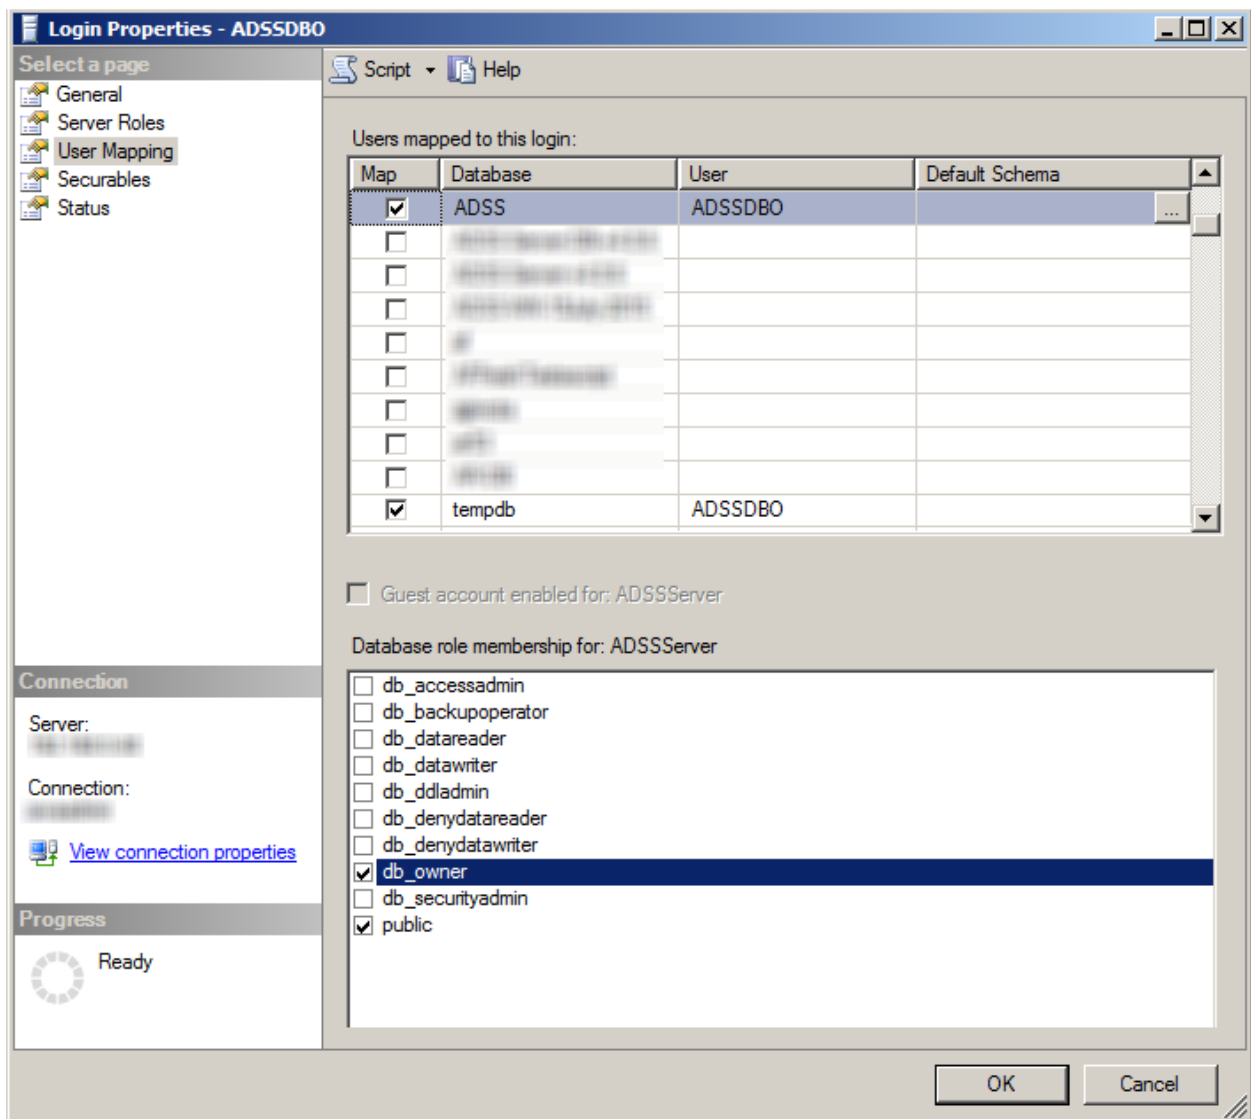 Login Properties - ADSSDBO
Select a page
General
Server Roles
User Mapping
Securables
Status
Script Help
Users mapped to this login:
Map Database User Default Schema
ADSS ADSSDBO ...
tempdb ADSSDBO
Guest account enabled for: ADSSServer
Database role membership for: ADSSServer
db_accessadmin
db_backupoperator
db_datareader
db_datawriter
db_ddladmin
db_denydatareader
db_denydatawriter
db_owner
db_securityadmin
public
Connection
Server:
Connection:
View connection properties
Progress
Ready
OK Cancel